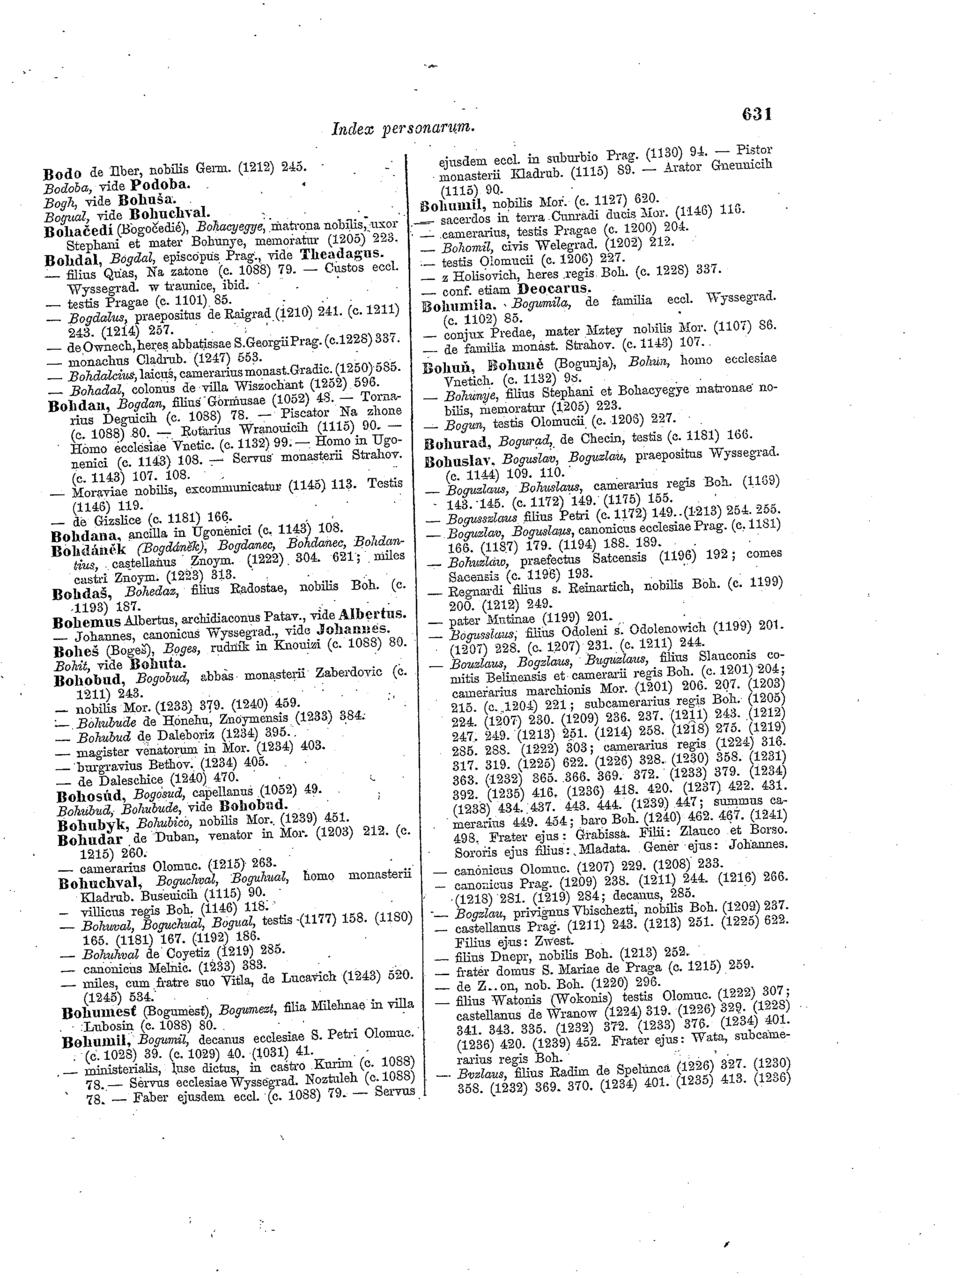 631
Index personarum.
Bodo de Ilber, nobilis Germ. (1212) 245.
Bodoba, vide Podoba.
Bogh, vide Bohuša.
Bogual, vide Bohuchval.
Bohačedí (Bogočedié), Bohacyegye, matrona nobilis, uxor
Stephani et mater Bohunye, memoratur (1205) 223.
Bohdal, Bogdal, episcopus Prag., vide Theadagus.
— filius Quas, Na zatone (c. 1088) 79. — Custos eccl.
Wyssegrad. w traunice, ibid.
— testis Pragae (c. 1101) 85.
— Bogdalus, praepositus de Raigrad (1210) 241. (c. 1211)
243. (1214) 257.
— de Ownech, heres abbatissae S. Georgii Prag. (c. 1228) 337.
— monachus Cladrub. (1247) 553.
— Bohdalcius, laicus, camerarius monast. Gradic. (1250) 585.
— Bohadal, colonus de villa Wiszochant (1252) 596.
Bohdan, Bogdan, filius Gormusae (1052) 48. — Torna-
rius Deguicih (c. 1088) 78. — Piscator Na zhone
(c. 1088) 80. — Rotarius Wranouicih (1115) 90. —
Homo ecclesiae Vnetic. (c. 1132) 99. — Homo in Ugo-
nenici (c. 1143) 108. — Servus monasterii Strahov.
(c. 1143) 107. 108.
— Moraviae nobilis, excommunicatur (1145) 113. Testis
(1146) 119.
— de Gizslice (c. 1181) 166.
Bohdana, ancilla in Ugonenici (c. 1143) 108.
Bohdáněk (Bogdáněk), Bogdanec, Bohdanec, Bohdan-
tius, castellanus Znoym. (1222) 304. 621; miles
castri Znoym. (1223) 313.
Bohdaš, Bohedaz, filius Radostae, nobilis Boh. (c.
1193) 187.
Bohemus Albertus, archidiaconus Patav., vide Albertus.
— Johannes, canonicus Wyssegrad., vide Johannes.
Boheš (Bogeš), Boges, rudník in Knouizi (c. 1088) 80.
Bohit, vide Bohuta.
Bohobud, Bogobud, abbas monasterii Zaberdovic (c.
1211) 243.
— nobilis Mor. (1233) 379. (1240) 459.
— Bohubude de Honehu, Znoymensis (1233) 384.
— Bohubud de Daleboriz (1234) 395.
— magister venatorum in Mor. (1234) 403.
— burgravius Bethov. (1234) 405.
— de Daleschice (1240) 470.
Bohosúd, Bogosud, capellanus (1052) 49.
Bohubud, Bohubude, vide Bohobud.
Bohubyk, Bohubico, nobilis Mor. (1239) 451.
Bohudar de Duban, venator in Mor. (1203) 212. (c.
1215) 260.
— camerarius Olomuc. (1215) 263.
Bohuchval, Boguchval, Boguhual, homo monasterii
Kladrub. Busenicih (1115) 90.
— villicus regis Boh. (1146) 118.
— Bohuval, Boguchual, Bogual, testis (1177) 158. (1180)
165. (1181) 167. (1192) 186.
— Bohuhval de Coyetiz (1219) 285.
— canonicus Melnic. (1233) 383.
— miles, cum fratre suo Vitla, de Lucavich (1243) 520.
(1245) 534.
Bohumest (Bogumest), Bogumezt, filia Milehnae in villa
Lubosin (c. 1088) 80.
Bohumil, Bogumil, decanus ecclesiae S. Petri Olomuc.
(c. 1028) 39. (c. 1029) 40. (1031) 41.
— ministerialis, Iuse dictus, in castro Kurim (c. 1088)
78. — Servus ecclesiae Wyssegrad. Noztuleh (c. 1088)
78. — Faber ejusdem eccl. (c. 1088) 79. — Servus
ejusdem eccl. in suburbio Prag. (1130) 94. — Pistor
monasterii Kladrub. (1115) 89. — Arator Gneunicih
(1115) 90.
Bohumil, nobilis Mor. (c. 1127) 620.
— sacerdos in terra Cunradi ducis Mor. (1146) 116.
— camerarius, testis Pragae (c. 1200) 204.
— Bohomil, civis Welegrad. (1202) 212.
— testis Olomucii (c. 1206) 227.
— z Holisovich, heres regis Boh. (c. 1228) 337.
— conf. etiam Deocarus.
Bohumila, Bogumila, de familia eccl. Wyssegrad.
(c. 1102) 85.
— conjux Predae, mater Mztey nobilis Mor. (1107) 86.
— de familia monast. Strahov. (c. 1143) 107.
Bohuň, Bohuně (Bogunja), Bohun, homo ecclesiae
Vnetich. (c. 1132) 98.
— Bohunye, filius Stephani et Bohacyegye matronae no-
bilis, memoratur (1205) 223.
— Bogun, testis Olomucii (c. 1206) 227.
Bohurad, Bogurad, de Checin, testis (c. 1181) 166.
Bohuslav, Boguslav, Boguzlau, praepositus Wyssegrad.
(c. 1144) 109. 110.
— Boguzlaus, Bohuslaus, camerarius regis Boh. (1169)
143. 145. (c. 1172) 149. (1175) 155.
— Bogusszlaus filius Petri (c. 1172) 149. (1213) 254. 255.
— Boguzlav, Boguslaus, canonicus ecclesiae Prag. (c. 1181)
166. (1187) 179. (1194) 188. 189.
— Bohuzlav, praefectus Satcensis (1196) 192; comes
Sacensis (c. 1196) 193.
— Regnardi filius s. Reinartich, nobilis Boh. (c. 1199)
200. (1212) 249.
— pater Mutinae (1199) 201.
— Bogusslaus, filius Odoleni s. Odolenowich (1199) 201.
(1207) 228. (c. 1207) 231. (c. 1211) 244.
— Bouzlaus, Bogzlaus, Buguzlaus, filius Slauconis co-
mitis Belinensis et camerarii regis Boh. (c. 1201) 204;
camerarius marchionis Mor. (1201) 206. 207. (1203)
215. (c. 1204) 221; subcamerarius regis Boh. (1205)
224. (1207) 230. (1209) 236. 237. (1211) 243. (1212)
247. 249. (1213) 251. (1214) 258. (1218) 275. (1219)
285. 288. (1222) 303; camerarius regis (1224) 316.
317. 319. (1225) 622. (1226) 328. (1230) 358. (1231)
363. (1232) 365. 366. 369. 372. (1233) 379. (1234)
392. (1235) 416. (1236) 418. 420. (1237) 422. 431.
(1238) 434. 437. 443. 444. (1239) 447; summus ca-
merarius 449. 454; baro Boh. (1240) 462. 467. (1241)
498. Frater ejus: Grabissa. Filii: Zlauco et Borso.
Sororis ejus filius: Mladata. Gener ejus: Johannes.
— canonicus Olomuc. (1207) 229. (1208) 233.
— canonicus Prag. (1209) 238. (1211) 244. (1216) 266.
(1218) 281. (1219) 284; decanus, 285.
— Bogzlau, privignus Vbischezti, nobilis Boh. (1209) 237.
— castellanus Prag. (1211) 243. (1213) 251. (1225) 622.
Filius ejus: Zwest.
— filius Dnepr, nobilis Boh. (1213) 252.
— frater domus S. Mariae de Praga (c. 1215) 259.
— de Z..on, nob. Boh. (1220) 296.
— filius Watonis (Wokonis) testis Olomuc. (1222) 307;
castellanus de Wranow (1224) 319. (1226) 329. (1228)
341. 343. 335. (1232) 372. (1233) 376. (1234) 401.
(1236) 420. (1239) 452. Frater ejus: Wata, subcame-
rarius regis Boh.
— Bvzlaus, filius Radim de Spelunca (1226) 327. (1230)
358. (1232) 369. 370. (1234) 401. (1235) 413. (1236)